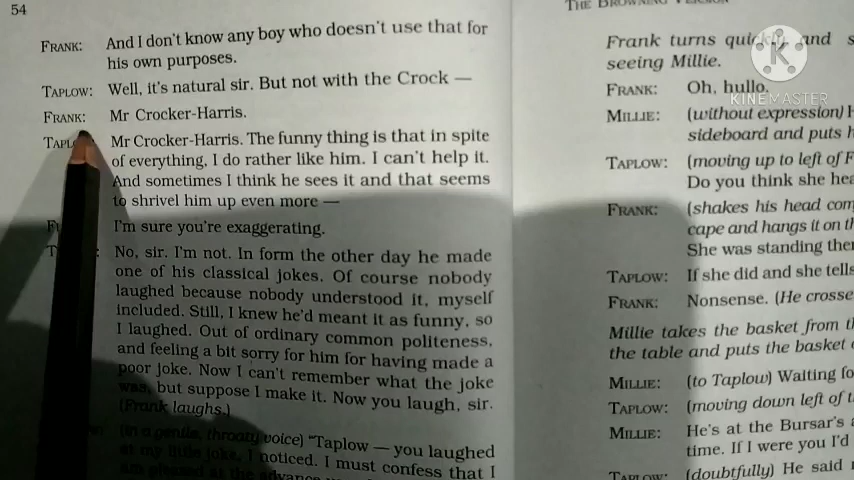 54
FRANK: And I don't know any boy who doesn't use that for
his own purposes.
TAPLOW: Well, it's natural sir. But not with the Crock —
FRANK: Mr Crocker-Harris.
Mr Crocker-Harris. The funny thing is that in spite
of everything, I do rather like him. I can't help it.
And sometimes I think he sees it and that seems
to shrivel him up even more —
I'm sure you're exaggerating.
No, sir. I'm not. In form the other day he made
one of his classical jokes. Of course nobody
laughed because nobody understood it, myself
included. Still, I knew he'd meant it as funny, so
I laughed. Out of ordinary common politeness,
and feeling a bit sorry for him for having made a
poor joke. Now I can't remember what the joke
was, but suppose I make it. Now you laugh, sir.
(Frank laughs.)
(in a gentle, throaty voice) "Taplow — you laughed
at my little joke, I noticed. I must confess that I
am pleased at the
THE BROWNING VERSION
Frank turns quickly and
seeing Millie.
FRANK: Oh, hullo.
MILLIE: (without expression)
sideboard and puts
TAPLOW: (moving up to left of
Do you think she
FRANK: (shakes his head
cape and hangs it on
She was standing
TAPLOW: If she did and she tells
FRANK: Nonsense. (He
Millie takes the basket from
the table and puts the basket
MILLIE: (to Taplow) Waiting
TAPLOW: (moving down left of
MILLIE: He's at the Bursar's
time. If I were you I'd
TAPLOW: (doubtfully) He said
KINEMASTER